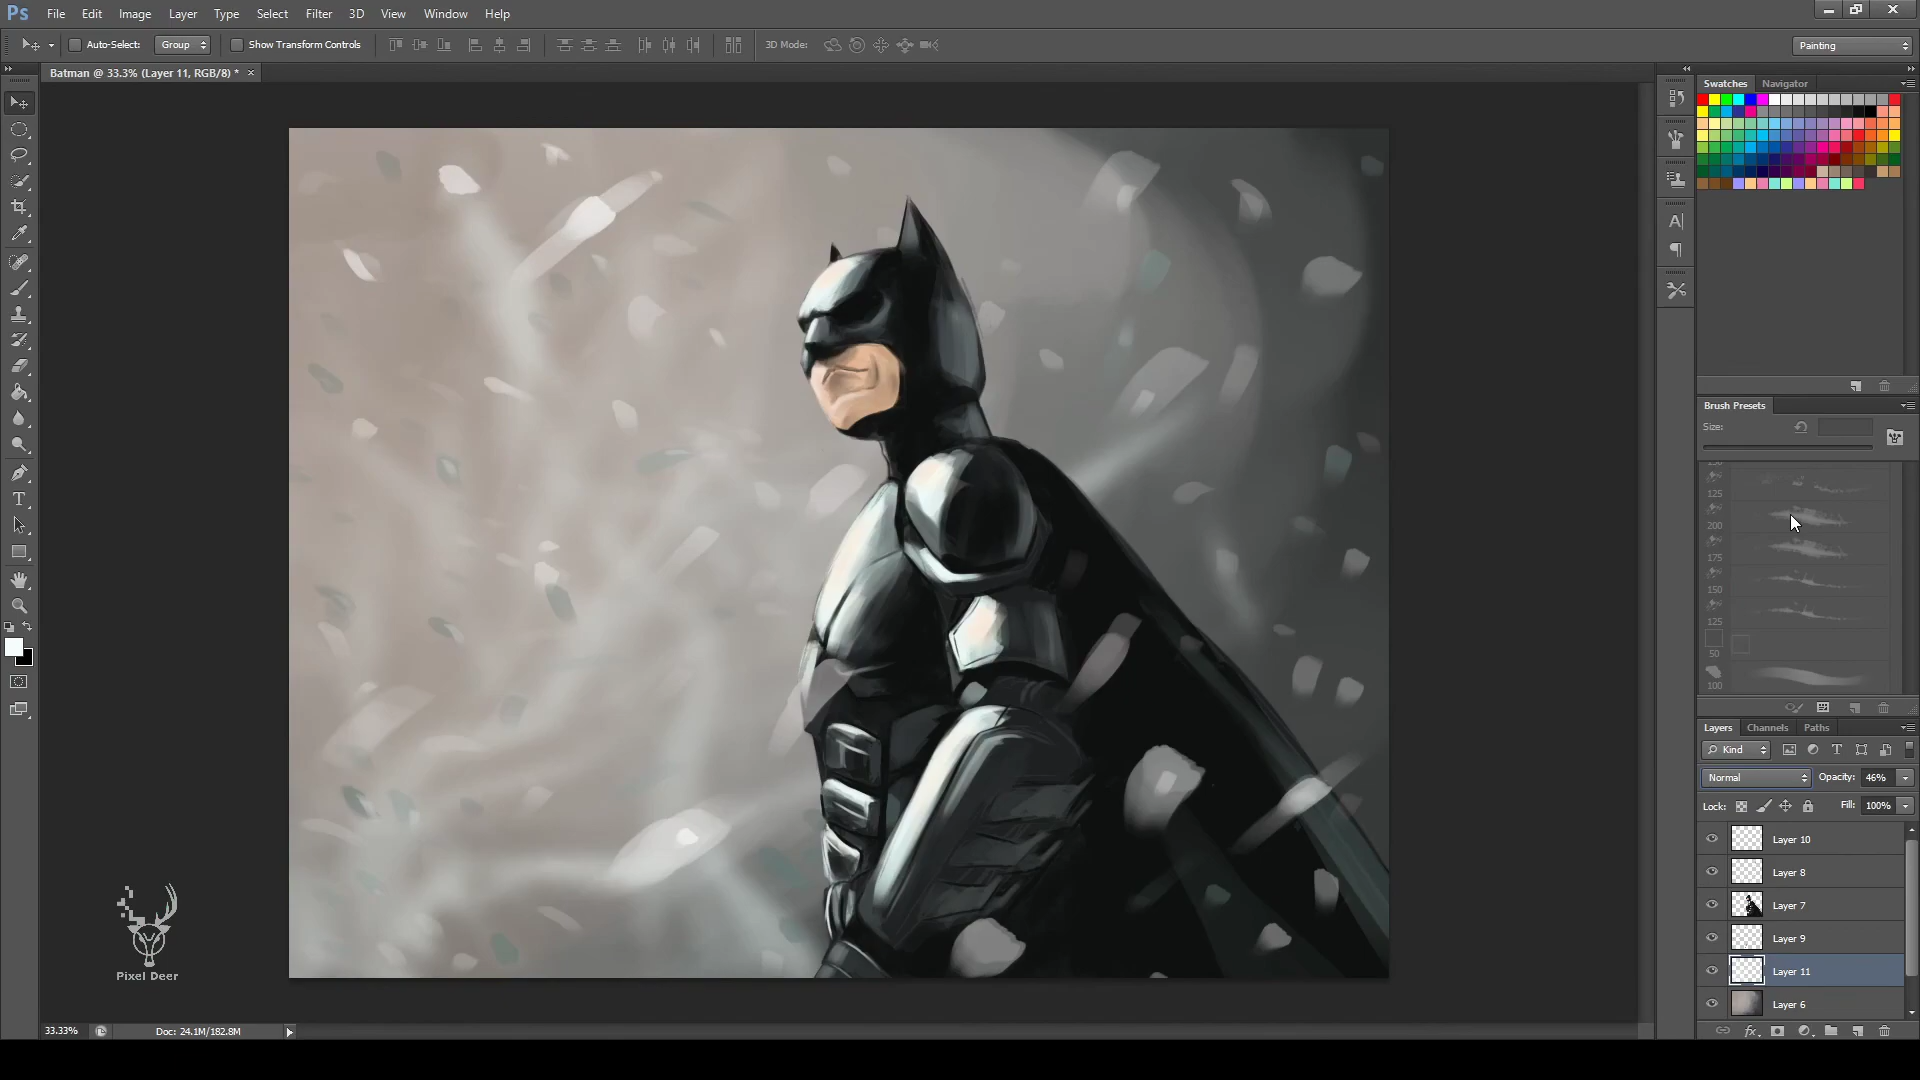 Ps File Edit Image Layer Type Select Filter 3D View Window Help
Auto-Select: Group Show Transform Controls 3D Mode: Painting
Batman @ 33.3% (Layer 11, RGB/8) * ×
Swatches Navigator
Brush Presets
Size:
125
200
175
150
125
50
100
Layers Channels Paths
Kind
Normal Opacity: 46%
Lock: Fill: 100%
Layer 10
Layer 8
Layer 7
Layer 9
Layer 11
Layer 6
Pixel Deer
33.33% Doc: 24.1M/182.8M